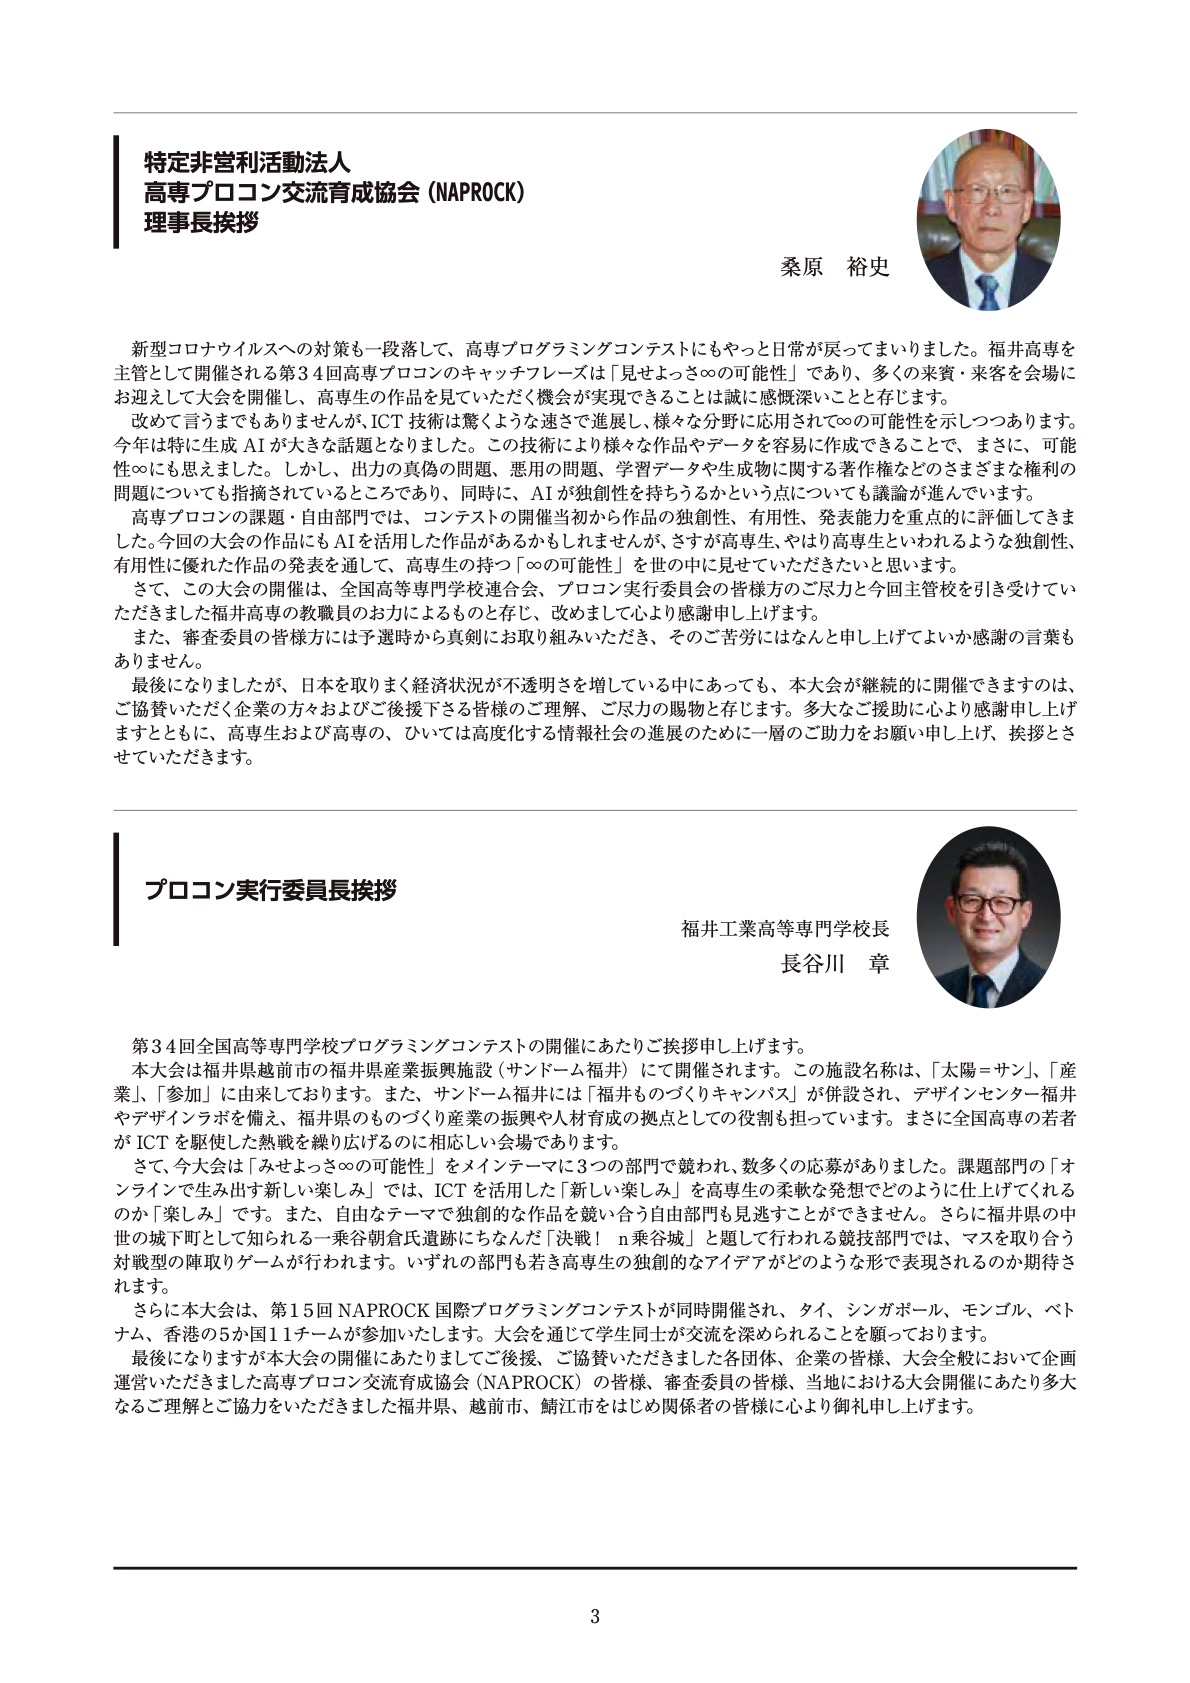 特定非営利活動法人
高専プロコン交流育成協会（NAPROCK）
理事長挨拶
桑原　裕史
　新型コロナウイルスへの対策も一段落して、高専プログラミングコンテストにもやっと日常が戻ってまいりました。福井高専を
主管として開催される第３４回高専プロコンのキャッチフレーズは「見せよっさ∞の可能性」であり、多くの来賓・来客を会場に
お迎えして大会を開催し、高専生の作品を見ていただく機会が実現できることは誠に感慨深いことと存じます。
　改めて言うまでもありませんが、ICT 技術は驚くような速さで進展し、様々な分野に応用されて∞の可能性を示しつつあります。
今年は特に生成 AI が大きな話題となりました。この技術により様々な作品やデータを容易に作成できることで、まさに、可能
性∞にも思えました。しかし、出力の真偽の問題、悪用の問題、学習データや生成物に関する著作権などのさまざまな権利の
問題についても指摘されているところであり、同時に、AI が独創性を持ちうるかという点についても議論が進んでいます。
　高専プロコンの課題・自由部門では、コンテストの開催当初から作品の独創性、有用性、発表能力を重点的に評価してきま
した。今回の大会の作品にも AI を活用した作品があるかもしれませんが、さすが高専生、やはり高専生といわれるような独創性、
有用性に優れた作品の発表を通して、高専生の持つ「∞の可能性」を世の中に見せていただきたいと思います。
　さて、この大会の開催は、全国高等専門学校連合会、プロコン実行委員会の皆様方のご尽力と今回主管校を引き受けてい
ただきました福井高専の教職員のお力によるものと存じ、改めまして心より感謝申し上げます。
　また、審査委員の皆様方には予選時から真剣にお取り組みいただき、そのご苦労にはなんと申し上げてよいか感謝の言葉も
ありません。
　最後になりましたが、日本を取りまく経済状況が不透明さを増している中にあっても、本大会が継続的に開催できますのは、
ご協賛いただく企業の方々およびご後援下さる皆様のご理解、ご尽力の賜物と存じます。多大なご援助に心より感謝申し上げ
ますとともに、高専生および高専の、ひいては高度化する情報社会の進展のために一層のご助力をお願い申し上げ、挨拶とさ
せていただきます。
プロコン実行委員長挨拶
福井工業高等専門学校長
長谷川　章
　第３４回全国高等専門学校プログラミングコンテストの開催にあたりご挨拶申し上げます。
　本大会は福井県越前市の福井県産業振興施設（サンドーム福井）にて開催されます。この施設名称は、「太陽＝サン」、「産
業」、「参加」に由来しております。また、サンドーム福井には「福井ものづくりキャンパス」が併設され、デザインセンター福井
やデザインラボを備え、福井県のものづくり産業の振興や人材育成の拠点としての役割も担っています。まさに全国高専の若者
が ICT を駆使した熱戦を繰り広げるのに相応しい会場であります。
　さて、今大会は「みせよっさ∞の可能性」をメインテーマに３つの部門で競われ、数多くの応募がありました。課題部門の「オ
ンラインで生み出す新しい楽しみ」では、ICT を活用した「新しい楽しみ」を高専生の柔軟な発想でどのように仕上げてくれる
のか「楽しみ」です。また、自由なテーマで独創的な作品を競い合う自由部門も見逃すことができません。さらに福井県の中
世の城下町として知られる一乗谷朝倉氏遺跡にちなんだ「決戦！　n 乗谷城」と題して行われる競技部門では、マスを取り合う
対戦型の陣取りゲームが行われます。いずれの部門も若き高専生の独創的なアイデアがどのような形で表現されるのか期待さ
れます。
　さらに本大会は、第１５回 NAPROCK 国際プログラミングコンテストが同時開催され、タイ、シンガポール、モンゴル、ベト
ナム、香港の５か国１１チームが参加いたします。大会を通じて学生同士が交流を深められることを願っております。
　最後になりますが本大会の開催にあたりましてご後援、ご協賛いただきました各団体、企業の皆様、大会全般において企画
運営いただきました高専プロコン交流育成協会（NAPROCK）の皆様、審査委員の皆様、当地における大会開催にあたり多大
なるご理解とご協力をいただきました福井県、越前市、鯖江市をはじめ関係者の皆様に心より御礼申し上げます。
3